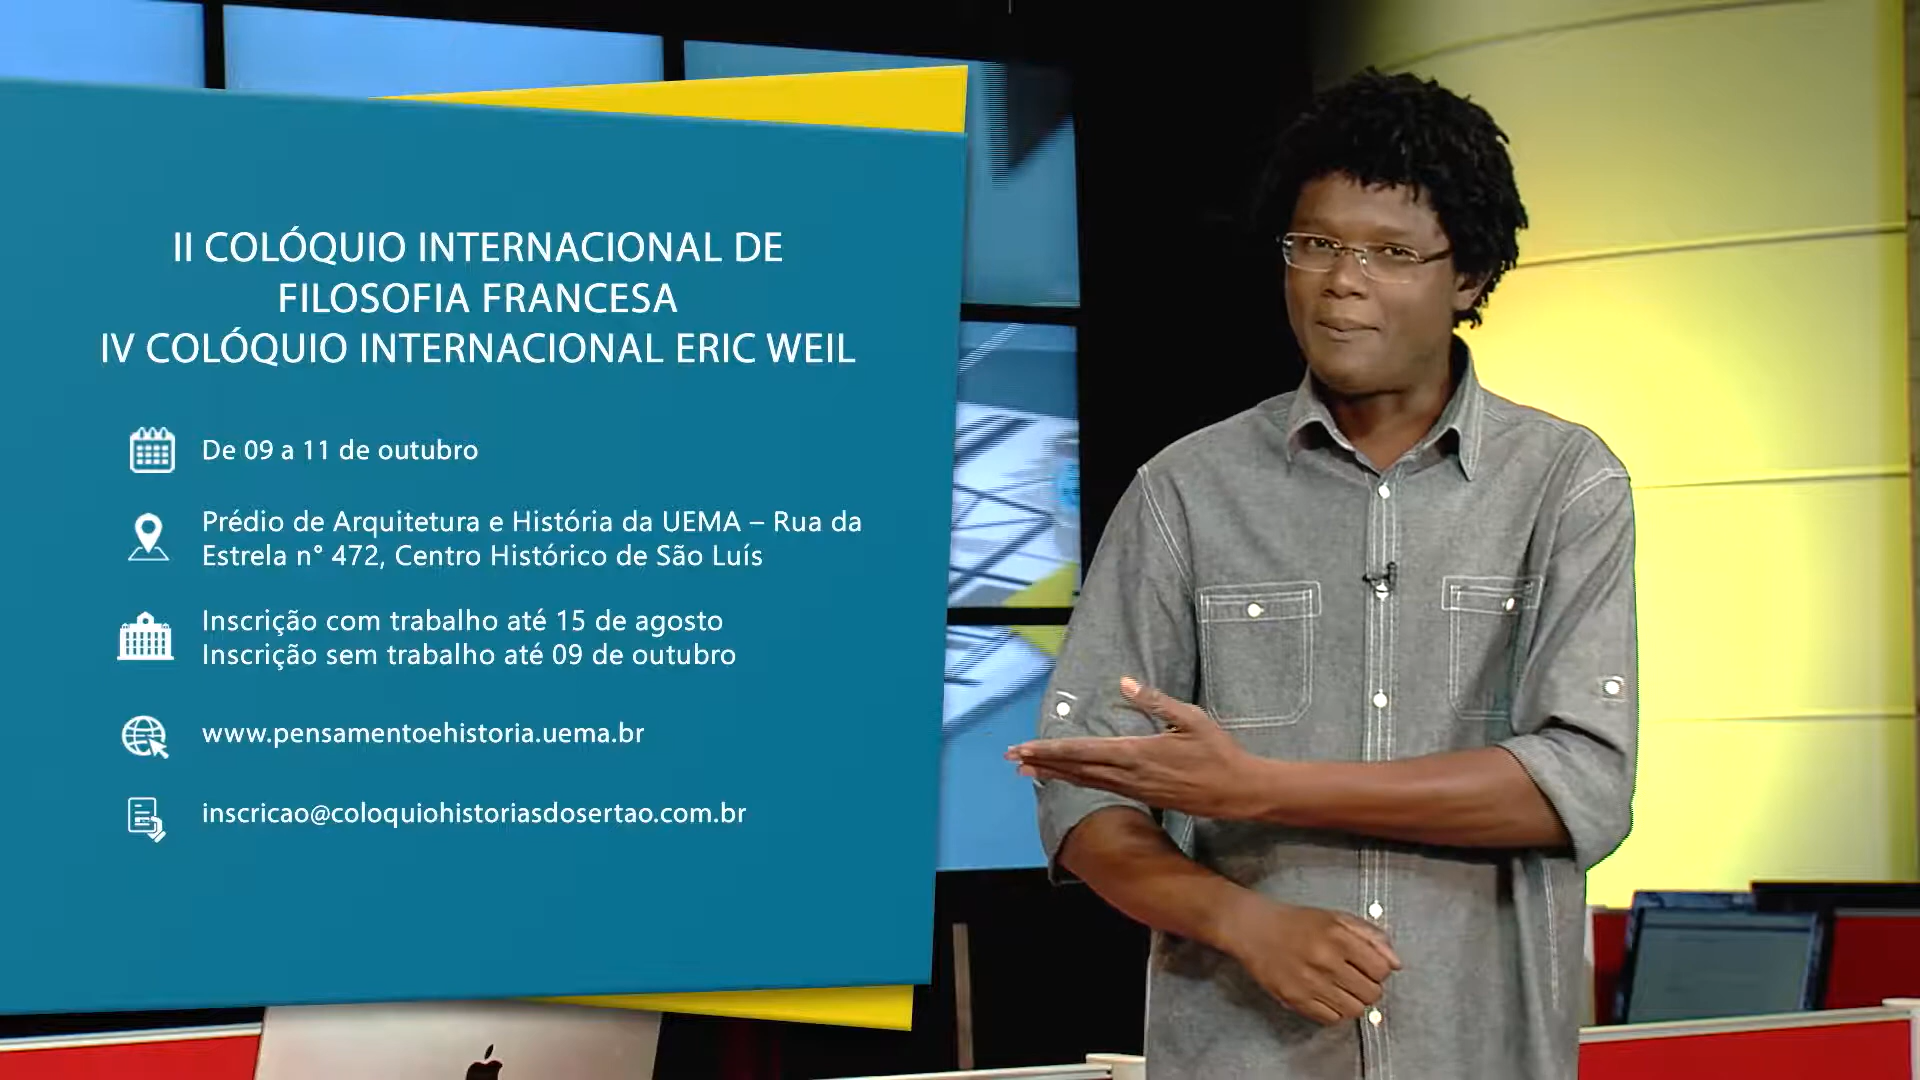 II COLÓQUIO INTERNACIONAL DE
FILOSOFIA FRANCESA
IV COLÓQUIO INTERNACIONAL ERIC WEIL
De 09 a 11 de outubro
Prédio de Arquitetura e História da UEMA – Rua da
Estrela n° 472, Centro Histórico de São Luís
Inscrição com trabalho até 15 de agosto
Inscrição sem trabalho até 09 de outubro
www.pensamentoehistoria.uema.br
inscricao@coloquiohistoriasdosertao.com.br